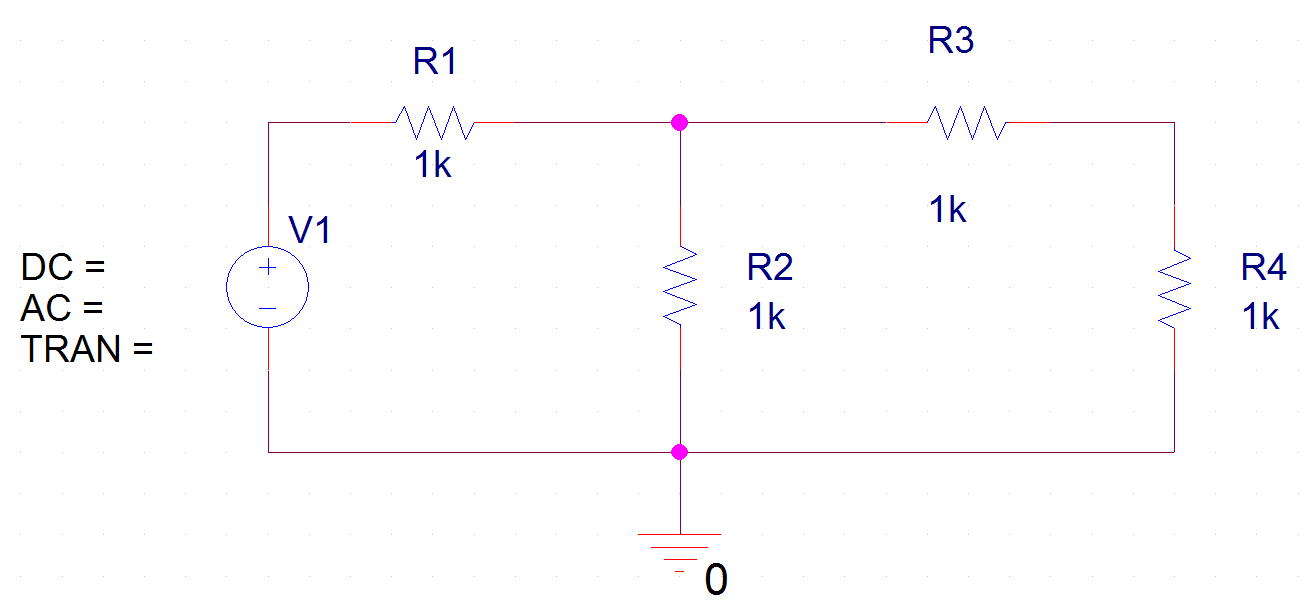 R3
R1
1k
1k
V1
DC =
AC =
TRAN =
+
−
R2
1k
R4
1k
0